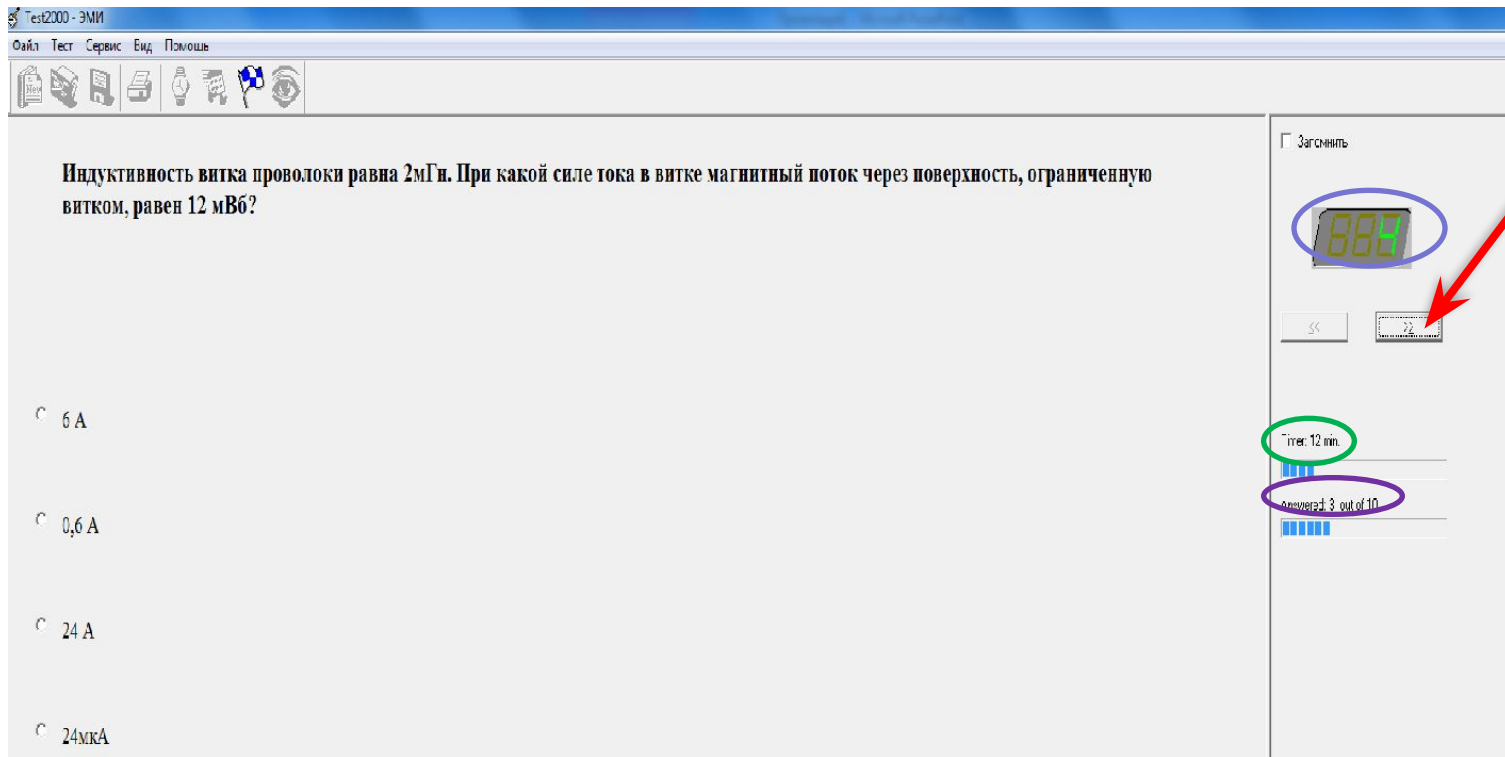 Test2000 - ЭМИ
Файл Тест Сервис Вид Помощь
Запомнить
Индуктивность витка проволоки равна 2мГн. При какой силе тока в витке магнитный поток через поверхность, ограниченную
витком, равен 12 мВб?
4
<< >>
6 А
0,6 А
24 А
24мкА
Timer: 12 min.
Answered: 3 out of 10